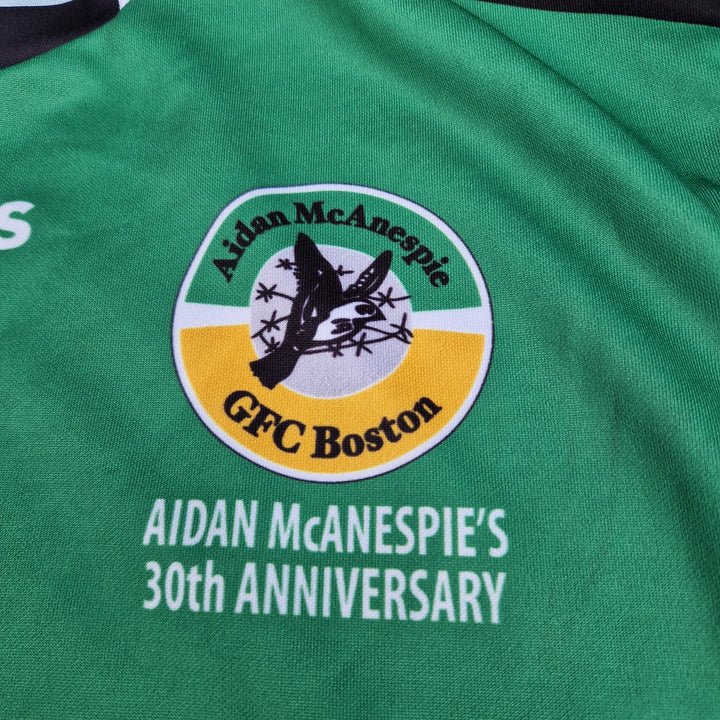 s
Aidan McAnespie
GFC Boston
AIDAN McANESPIE'S
30th ANNIVERSARY